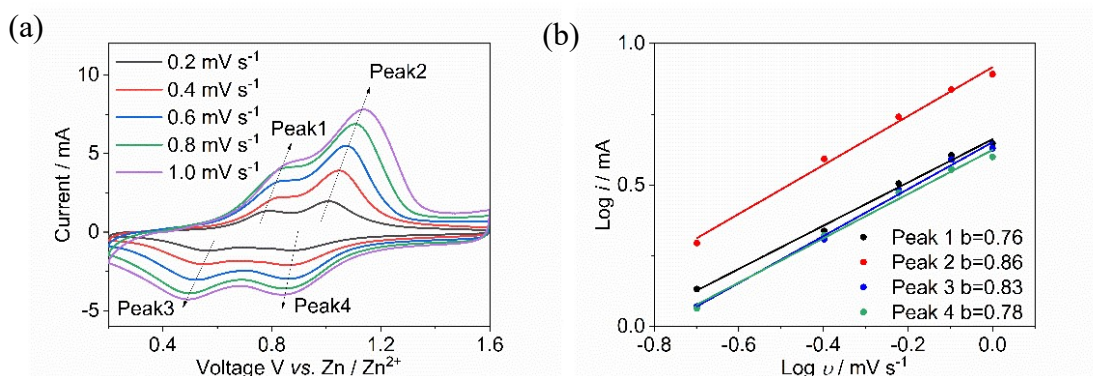 (a)
10
5
0
-5
Current / mA
0.2 mV s⁻¹
0.4 mV s⁻¹
0.6 mV s⁻¹
0.8 mV s⁻¹
1.0 mV s⁻¹
Peak1
Peak2
Peak3
Peak4
0.4 0.8 1.2 1.6
Voltage V vs. Zn / Zn²⁺
(b)
1.0
0.5
0.0
Log i / mA
Peak 1 b=0.76
Peak 2 b=0.86
Peak 3 b=0.83
Peak 4 b=0.78
-0.8 -0.6 -0.4 -0.2 0.0
Log υ / mV s⁻¹